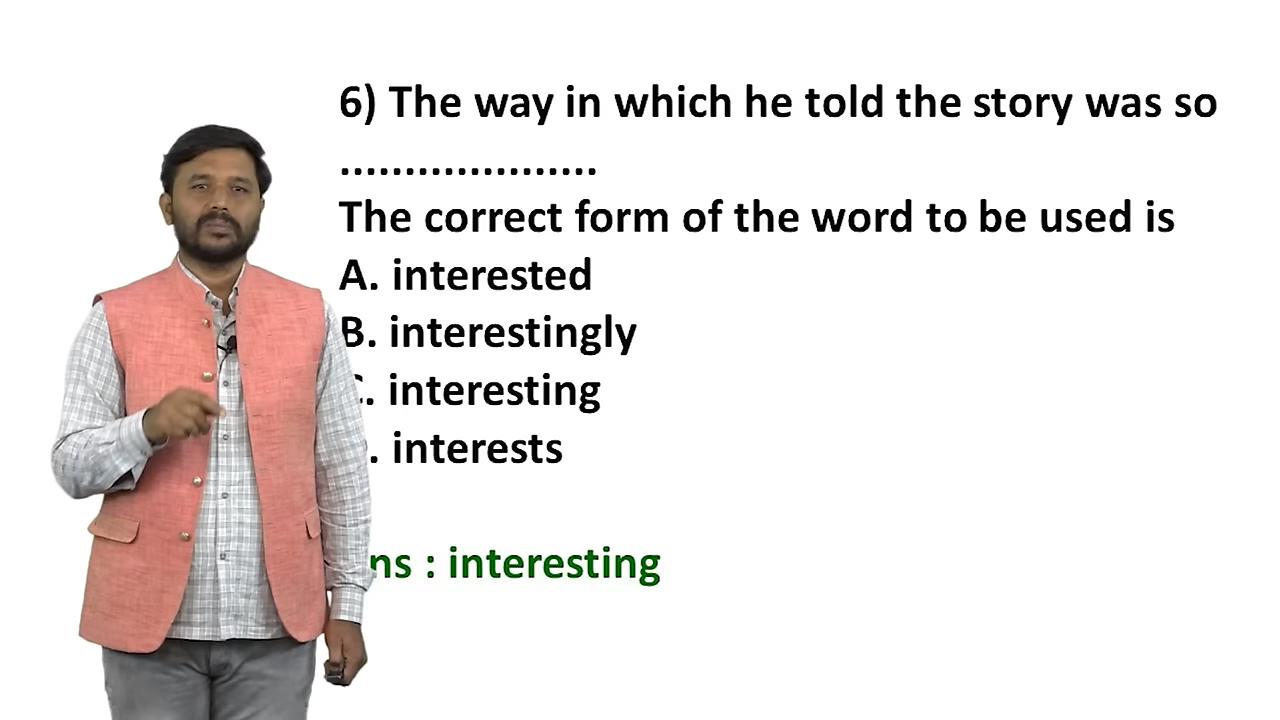 6) The way in which he told the story was so
....................
The correct form of the word to be used is
A. interested
B. interestingly
C. interesting
. interests
ns : interesting